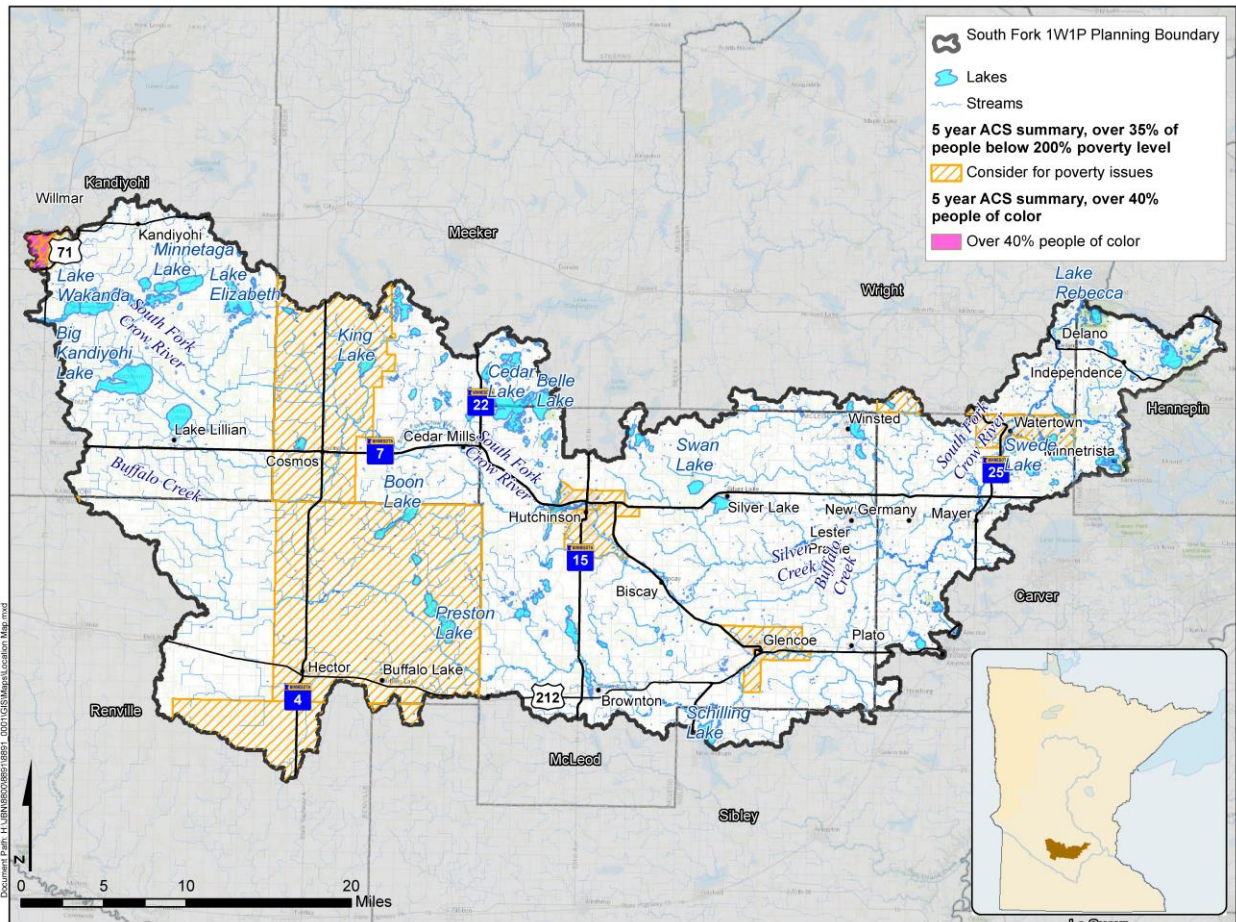 South Fork 1W1P Planning Boundary
Lakes
Streams
5 year ACS summary, over 35% of
people below 200% poverty level
Consider for poverty issues
5 year ACS summary, over 40%
people of color
Over 40% people of color
Kandiyohi
Willmar
71
Kandiyohi
Minnetaga
Lake
Lake
Elizabeth
Lake
Wakanda
South Fork
Crow River
Big
Kandiyohi
Lake
Lake Lillian
Meeker
King
Lake
Cedar
Lake
Belle
Lake
22
Cedar Mills
7
Cosmos
South Fork
Crow River
Buffalo Creek
Boon
Lake
Hutchinson
15
Swan
Lake
Silver Lake
Wright
Lake
Rebecca
Delano
Independence
Hennepin
Winsted
South Fork
Crow River
Watertown
Swede
Lake
Minnetrista
25
New Germany
Mayer
Lester
Prairie
Silver
Creek
Buffalo
Creek
Biscay
Carver
Preston
Lake
Glencoe
Plato
Hector
Buffalo Lake
4
Renville
212
Brownton
Schilling
Lake
McLeod
Sibley
N
0 5 10 20
Miles